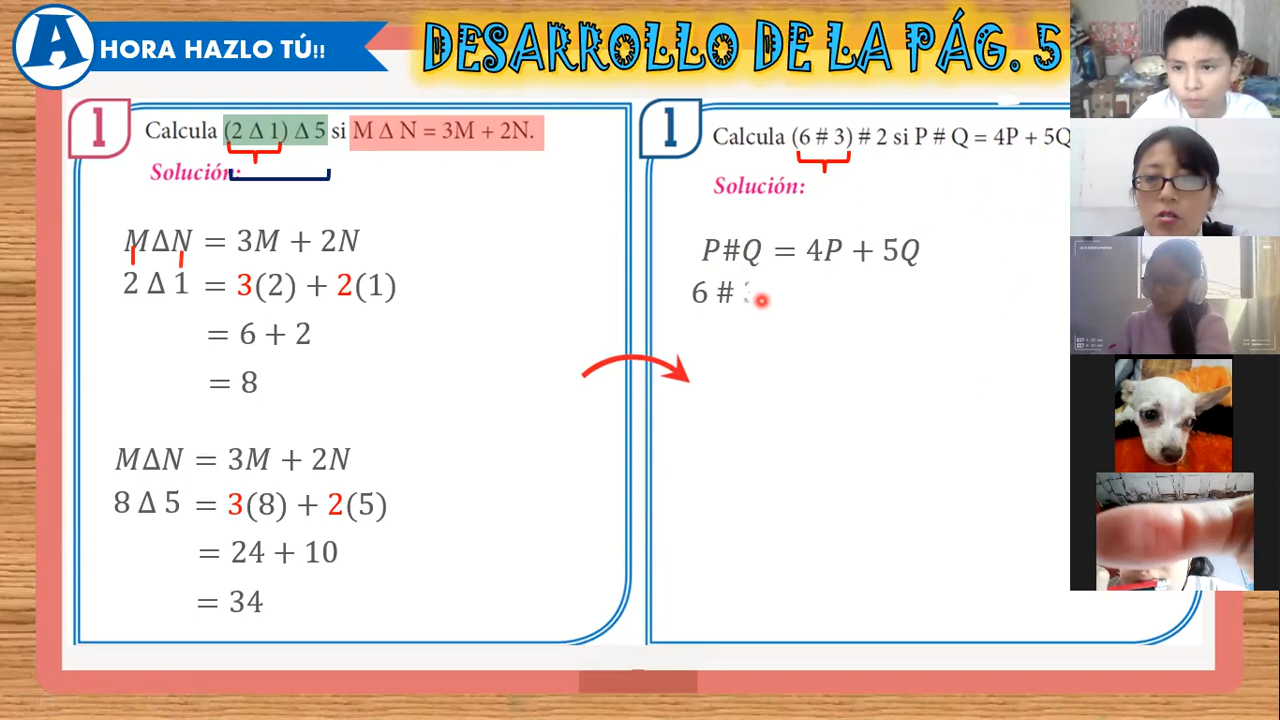 AHORA HAZLO TÚ!!
DESARROLLO DE LA PÁG. 5
1
Calcula (2 Δ 1) Δ 5 si M Δ N = 3M + 2N.
Solución:
MΔN = 3M + 2N
2 Δ 1 = 3(2) + 2(1)
= 6 + 2
= 8
MΔN = 3M + 2N
8 Δ 5 = 3(8) + 2(5)
= 24 + 10
= 34
1
Calcula (6 # 3) # 2 si P # Q = 4P + 5Q
Solución:
P#Q = 4P + 5Q
6 #